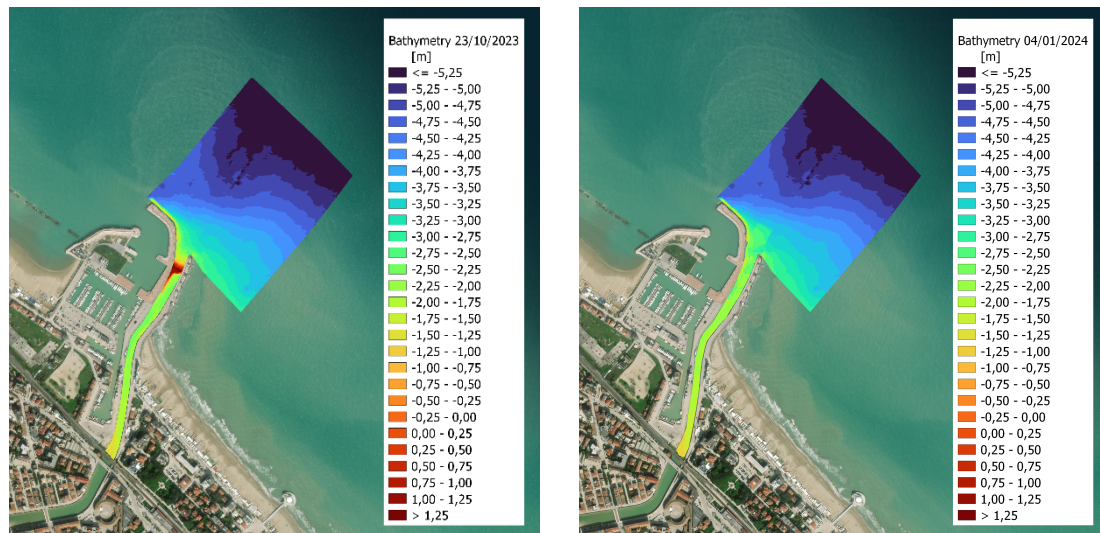 Bathymetry 23/10/2023
[m]
<= -5,25
-5,25 - -5,00
-5,00 - -4,75
-4,75 - -4,50
-4,50 - -4,25
-4,25 - -4,00
-4,00 - -3,75
-3,75 - -3,50
-3,50 - -3,25
-3,25 - -3,00
-3,00 - -2,75
-2,75 - -2,50
-2,50 - -2,25
-2,25 - -2,00
-2,00 - -1,75
-1,75 - -1,50
-1,50 - -1,25
-1,25 - -1,00
-1,00 - -0,75
-0,75 - -0,50
-0,50 - -0,25
-0,25 - 0,00
0,00 - 0,25
0,25 - 0,50
0,50 - 0,75
0,75 - 1,00
1,00 - 1,25
> 1,25
Bathymetry 04/01/2024
[m]
<= -5,25
-5,25 - -5,00
-5,00 - -4,75
-4,75 - -4,50
-4,50 - -4,25
-4,25 - -4,00
-4,00 - -3,75
-3,75 - -3,50
-3,50 - -3,25
-3,25 - -3,00
-3,00 - -2,75
-2,75 - -2,50
-2,50 - -2,25
-2,25 - -2,00
-2,00 - -1,75
-1,75 - -1,50
-1,50 - -1,25
-1,25 - -1,00
-1,00 - -0,75
-0,75 - -0,50
-0,50 - -0,25
-0,25 - 0,00
0,00 - 0,25
0,25 - 0,50
0,50 - 0,75
0,75 - 1,00
1,00 - 1,25
> 1,25